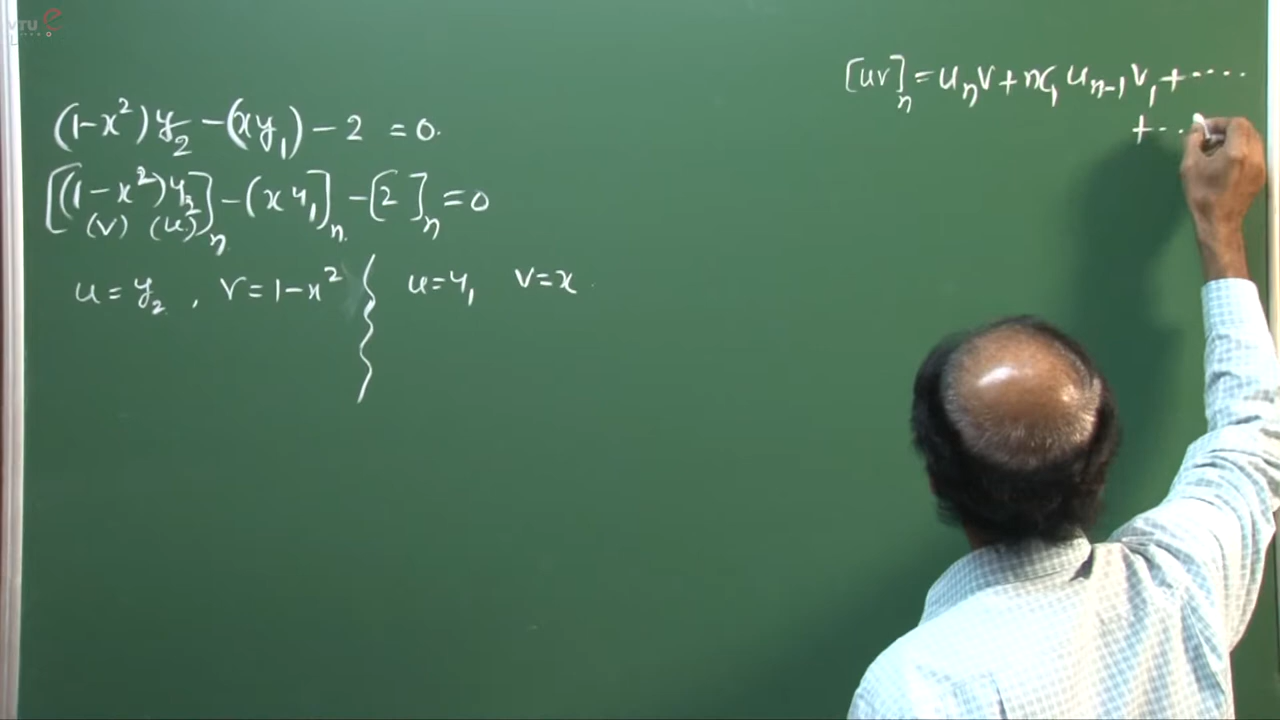 VTU e
(1-x²)y₂ - (xy₁) - 2 = 0.
[(1-x²)y₂]ₙ - (xy₁]ₙ - [2]ₙ = 0
(v) (u)
u = y₂ , v = 1-x² u = y₁ v = x
[uv]ₙ = uₙv + nc₁ uₙ₋₁ v₁ + ....
+ ...